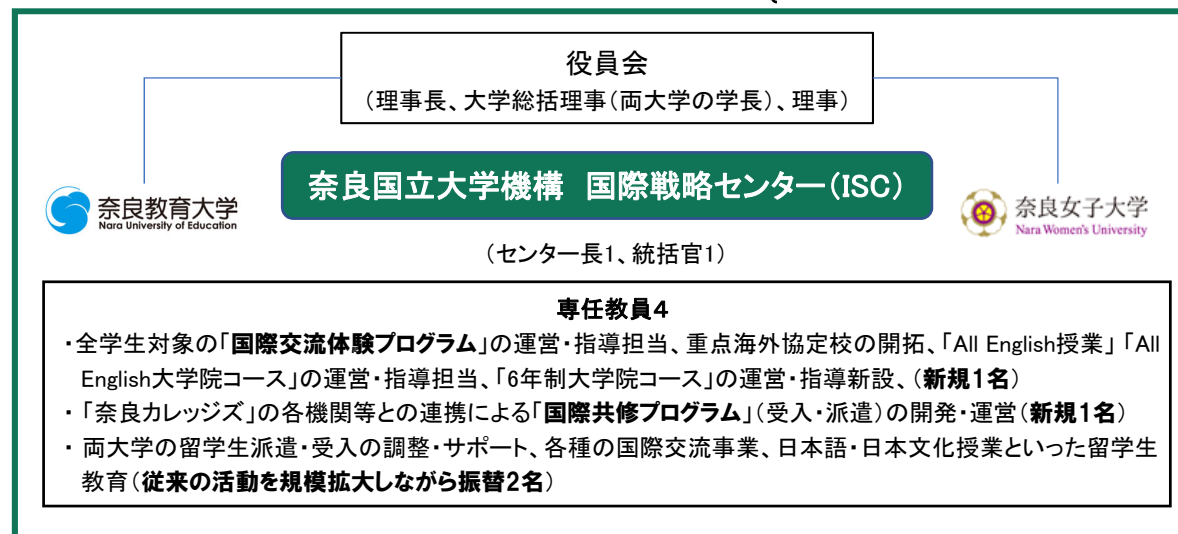 役員会
（理事長、大学総括理事（両大学の学長）、理事）
奈良国立大学機構　国際戦略センター（ISC）
奈良教育大学
Nara University of Education
奈良女子大学
Nara Women's University
（センター長1、統括官1）
専任教員４
・全学生対象の「国際交流体験プログラム」の運営・指導担当、重点海外協定校の開拓、「All English授業」「All
English大学院コース」の運営・指導担当、「6年制大学院コース」の運営・指導新設、（新規1名）
・「奈良カレッジズ」の各機関等との連携による「国際共修プログラム」（受入・派遣）の開発・運営（新規1名）
・ 両大学の留学生派遣・受入の調整・サポート、各種の国際交流事業、日本語・日本文化授業といった留学生
教育（従来の活動を規模拡大しながら振替2名）